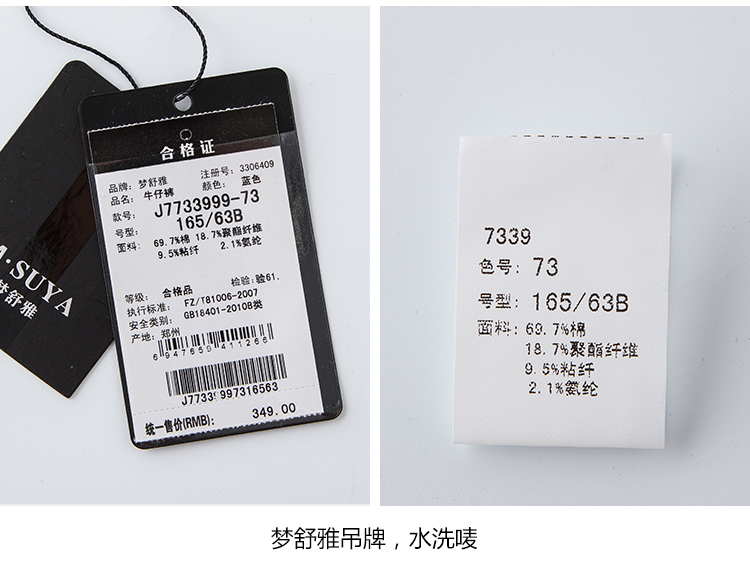 合格证
品牌: 梦舒雅 注册号: 3306409
品名: 牛仔裤 颜色: 蓝色
款号: J7733999-73
号型: 165/63B
面料: 69.7%棉 18.7%聚酯纤维
9.5%粘纤 2.1%氨纶
等级: 合格品 检验:验61.
执行标准: FZ/T81006-2007
安全类别: GB18401-2010B类
产地: 郑州
6947659411266
J77339997316563
统一售价(RMB): 349.00
·SUYA
梦舒雅
7339
色号: 73
号型: 165/63B
面料: 69.7%棉
18.7%聚酯纤维
9.5%粘纤
2.1%氨纶
梦舒雅吊牌，水洗唛